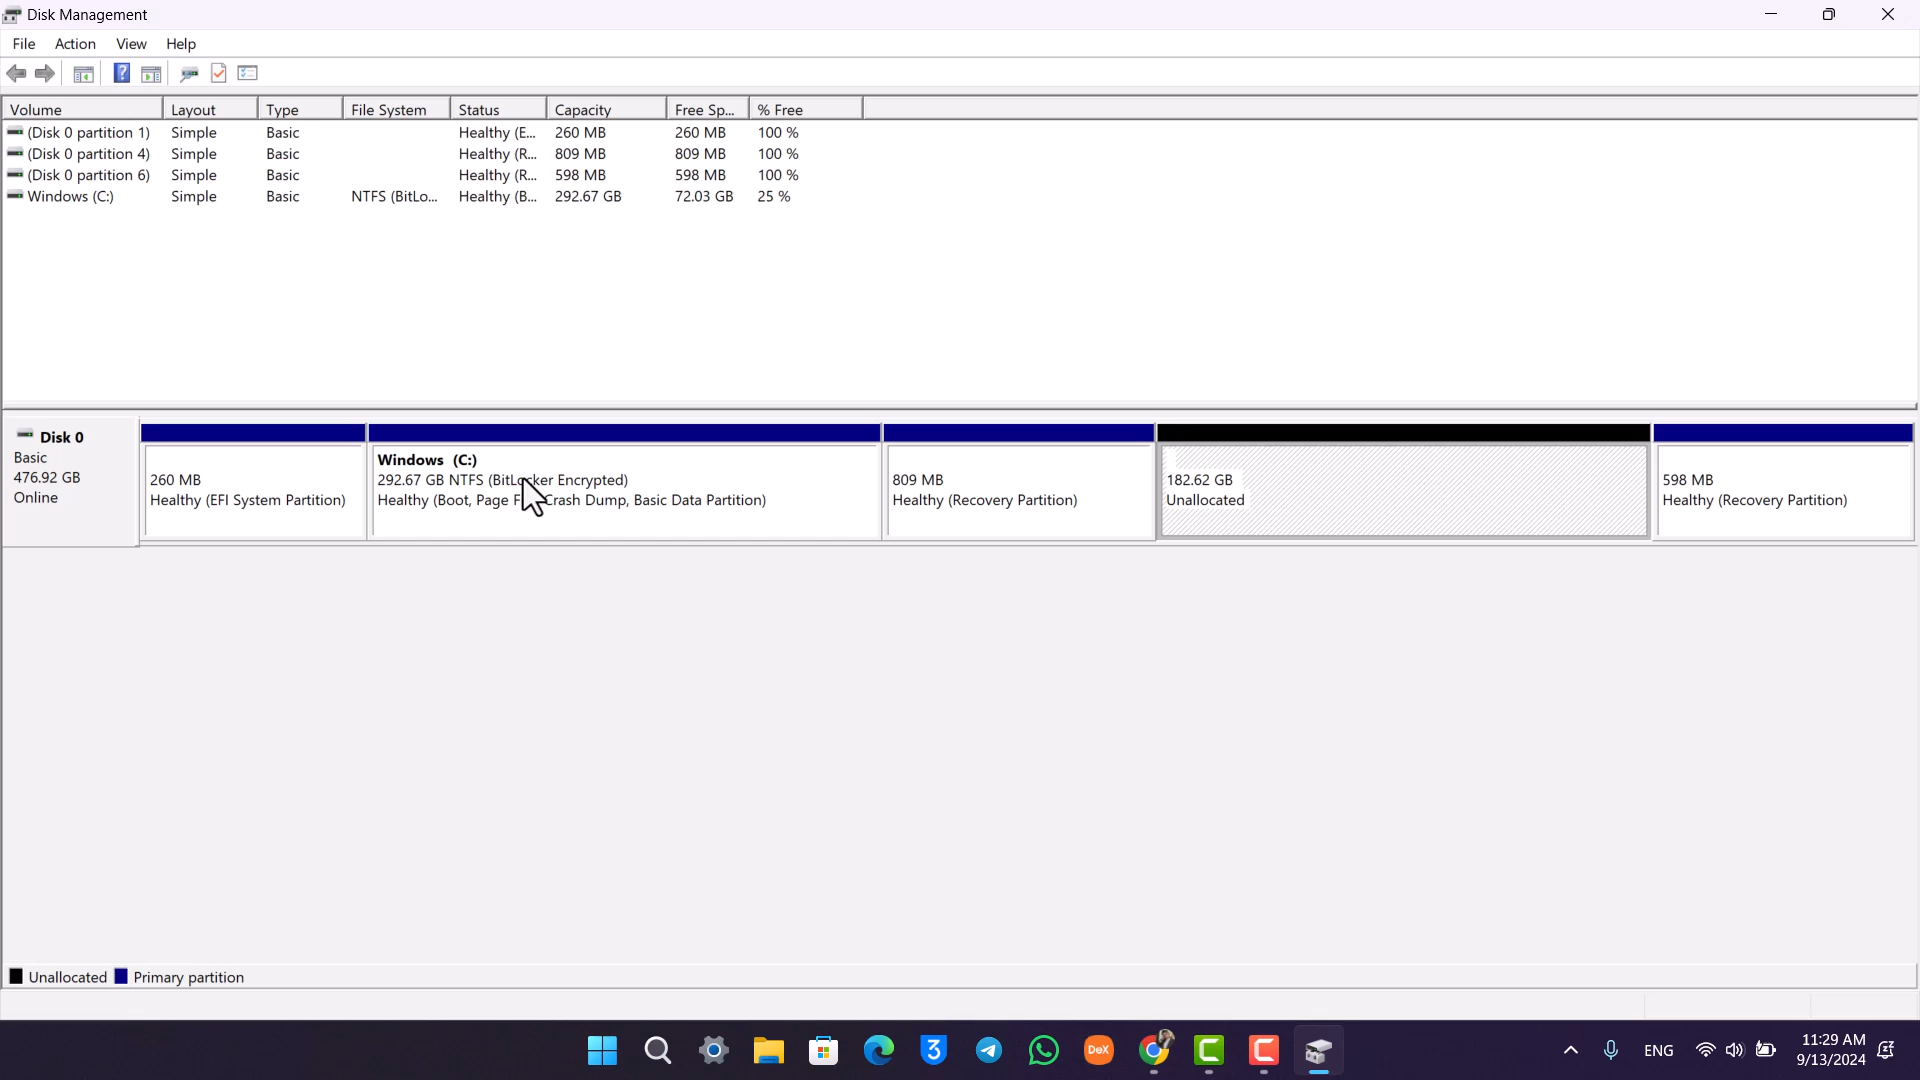 Disk Management
File Action View Help
Volume Layout Type File System Status Capacity Free Sp... % Free
(Disk 0 partition 1) Simple Basic Healthy (E... 260 MB 260 MB 100 %
(Disk 0 partition 4) Simple Basic Healthy (R... 809 MB 809 MB 100 %
(Disk 0 partition 6) Simple Basic Healthy (R... 598 MB 598 MB 100 %
Windows (C:) Simple Basic NTFS (BitLo... Healthy (B... 292.67 GB 72.03 GB 25 %
Disk 0
Basic
476.92 GB
Online
260 MB
Healthy (EFI System Partition)
Windows (C:)
292.67 GB NTFS (BitLocker Encrypted)
Healthy (Boot, Page F Crash Dump, Basic Data Partition)
809 MB
Healthy (Recovery Partition)
182.62 GB
Unallocated
598 MB
Healthy (Recovery Partition)
Unallocated Primary partition
3
DeX
ENG
11:29 AM
9/13/2024